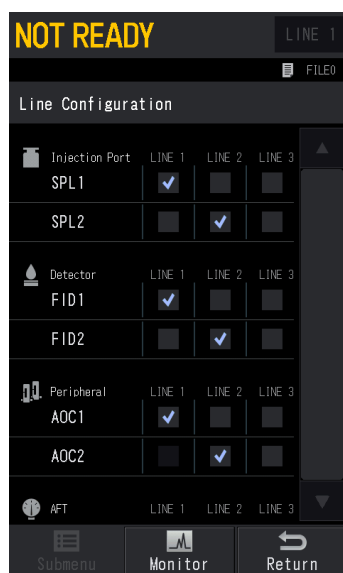 NOT READY LINE 1
FILE0
Line Configuration
Injection Port LINE 1 LINE 2 LINE 3
SPL1
SPL2
Detector LINE 1 LINE 2 LINE 3
FID1
FID2
Peripheral LINE 1 LINE 2 LINE 3
AOC1
AOC2
AFT LINE 1 LINE 2 LINE 3
Submenu Monitor Return